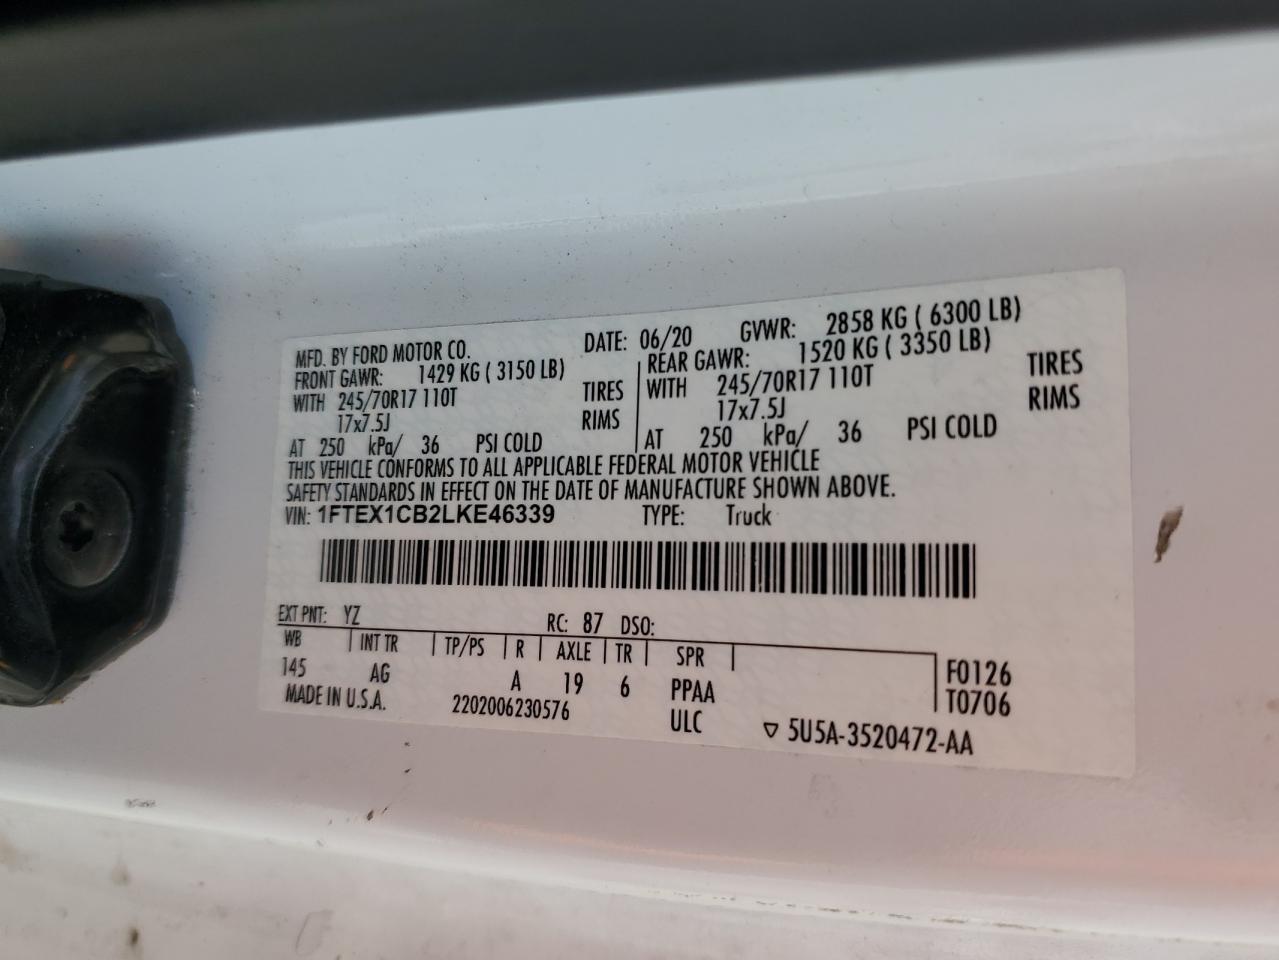 MFD. BY FORD MOTOR CO. DATE: 06/20 GVWR: 2858 KG ( 6300 LB)
FRONT GAWR: 1429 KG ( 3150 LB) REAR GAWR: 1520 KG ( 3350 LB)
WITH 245/70R17 110T TIRES WITH 245/70R17 110T TIRES
17x7.5J RIMS 17x7.5J RIMS
AT 250 kPa/ 36 PSI COLD AT 250 kPa/ 36 PSI COLD
THIS VEHICLE CONFORMS TO ALL APPLICABLE FEDERAL MOTOR VEHICLE
SAFETY STANDARDS IN EFFECT ON THE DATE OF MANUFACTURE SHOWN ABOVE.
VIN: 1FTEX1CB2LKE46339 TYPE: Truck
EXT PNT: YZ RC: 87 DSO:
WB INT TR TP/PS R AXLE TR SPR
145 AG A 19 6 PPAA F0126
MADE IN U.S.A. 2202006230576 ULC T0706
▽ 5U5A-3520472-AA